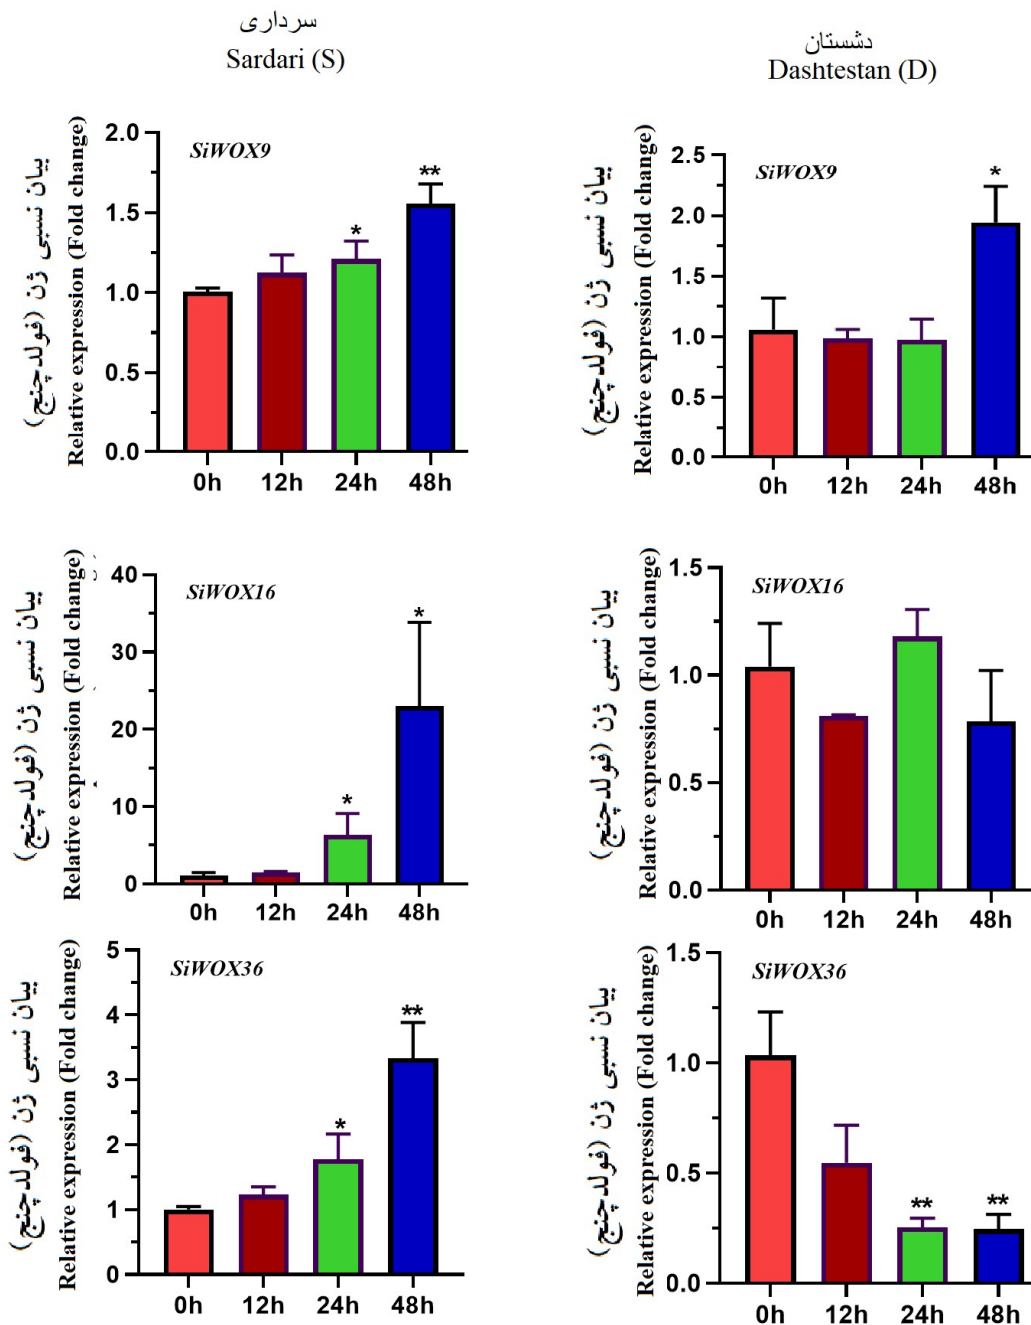 سرداری
Sardari (S)
دشستان
Dashtestan (D)
بیان نسبی ژن (فولدچنج)
Relative expression (Fold change)
SiWOX9
2.0
1.5
1.0
0.5
0.0
*
**
0h 12h 24h 48h
بیان نسبی ژن (فولدچنج)
Relative expression (Fold change)
SiWOX9
2.5
2.0
1.5
1.0
0.5
0.0
*
0h 12h 24h 48h
بیان نسبی ژن (فولدچنج)
Relative expression (Fold change)
SiWOX16
40
30
20
10
0
*
*
0h 12h 24h 48h
بیان نسبی ژن (فولدچنج)
Relative expression (Fold change)
SiWOX16
1.5
1.0
0.5
0.0
0h 12h 24h 48h
بیان نسبی ژن (فولدچنج)
Relative expression (Fold change)
SiWOX36
5
4
3
2
1
0
*
**
0h 12h 24h 48h
بیان نسبی ژن (فولدچنج)
Relative expression (Fold change)
SiWOX36
1.5
1.0
0.5
0.0
**
**
0h 12h 24h 48h